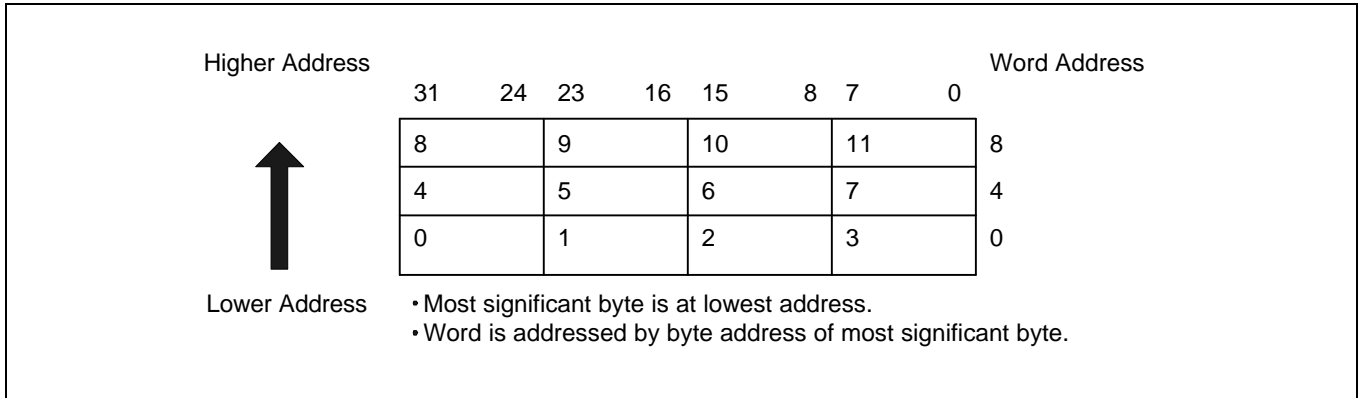 Higher Address Word Address
31 24 23 16 15 8 7 0
8 9 10 11 8
4 5 6 7 4
0 1 2 3 0
Lower Address • Most significant byte is at lowest address.
• Word is addressed by byte address of most significant byte.